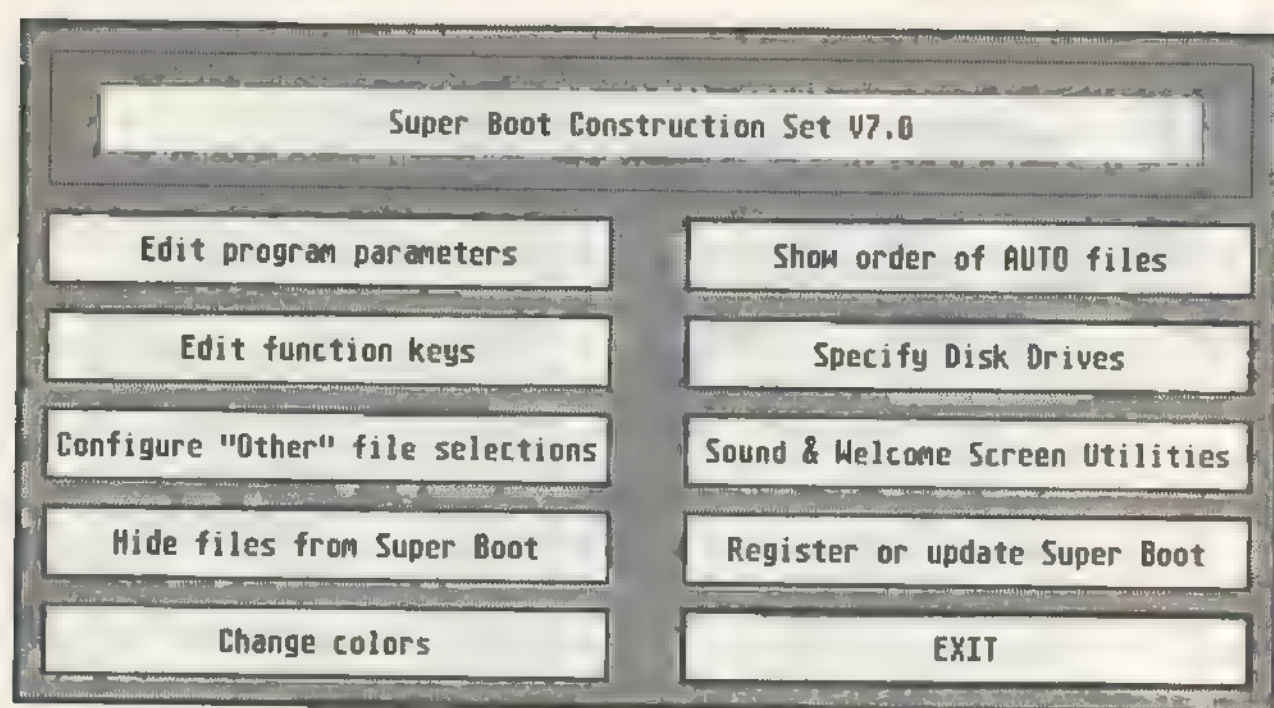 Super Boot Construction Set V7.0
Edit program parameters
Show order of AUTO files
Edit function keys
Specify Disk Drives
Configure "Other" file selections
Sound & Welcome Screen Utilities
Hide files from Super Boot
Register or update Super Boot
Change colors
EXIT